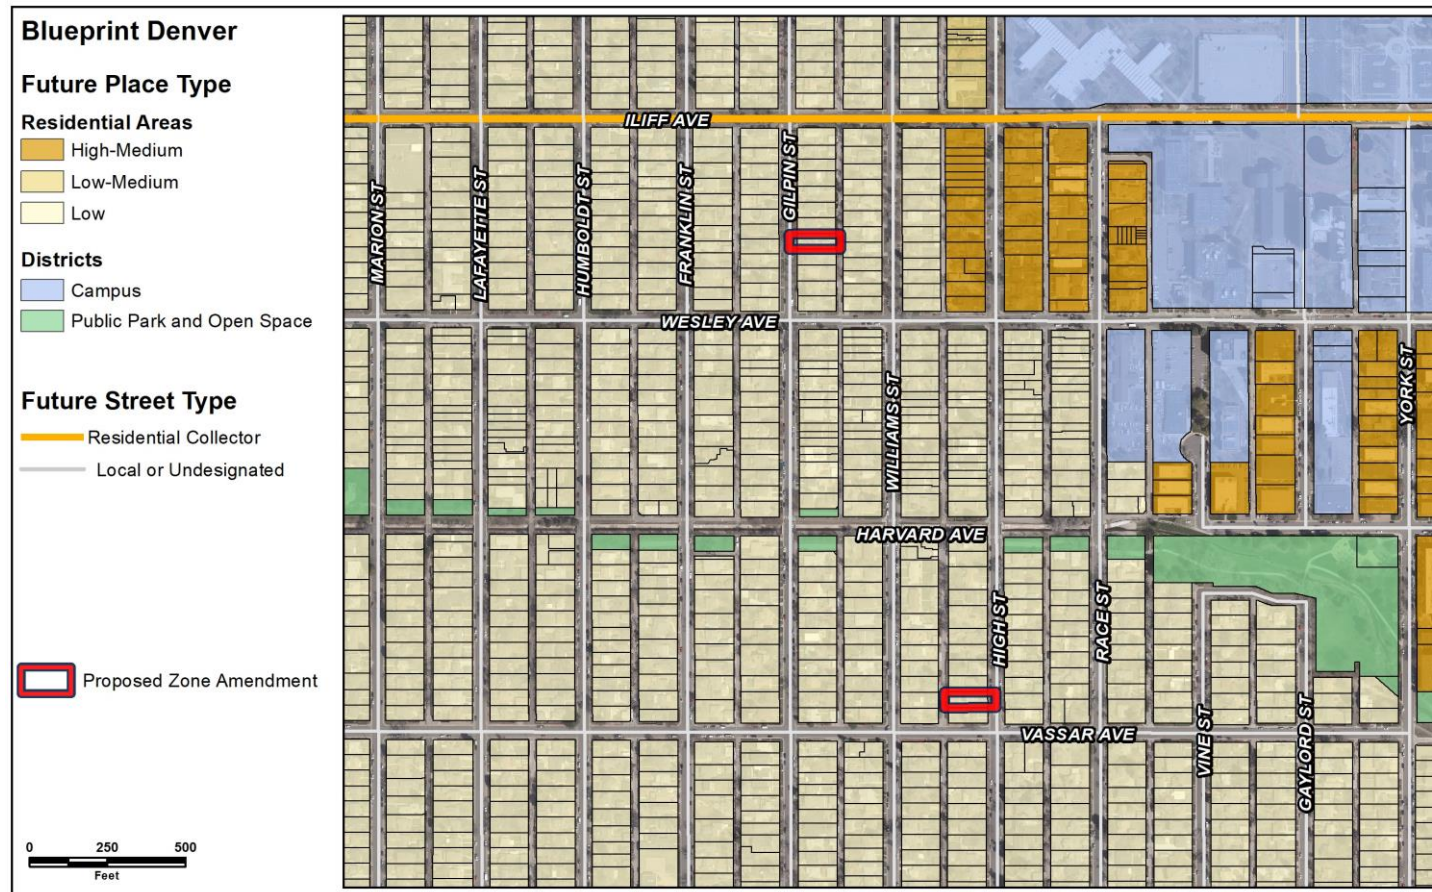 Blueprint Denver
Future Place Type
Residential Areas
High-Medium
Low-Medium
Low
Districts
Campus
Public Park and Open Space
Future Street Type
Residential Collector
Local or Undesignated
Proposed Zone Amendment
0 250 500
Feet
ILIFF AVE
MARION ST
LAFAYETTE ST
HUMBOLDT ST
FRANKLIN ST
GILPIN ST
WESLEY AVE
WILLIAMS ST
YORK ST
HARVARD AVE
HIGH ST
RACE ST
VASSAR AVE
VINE ST
GAYLORD ST